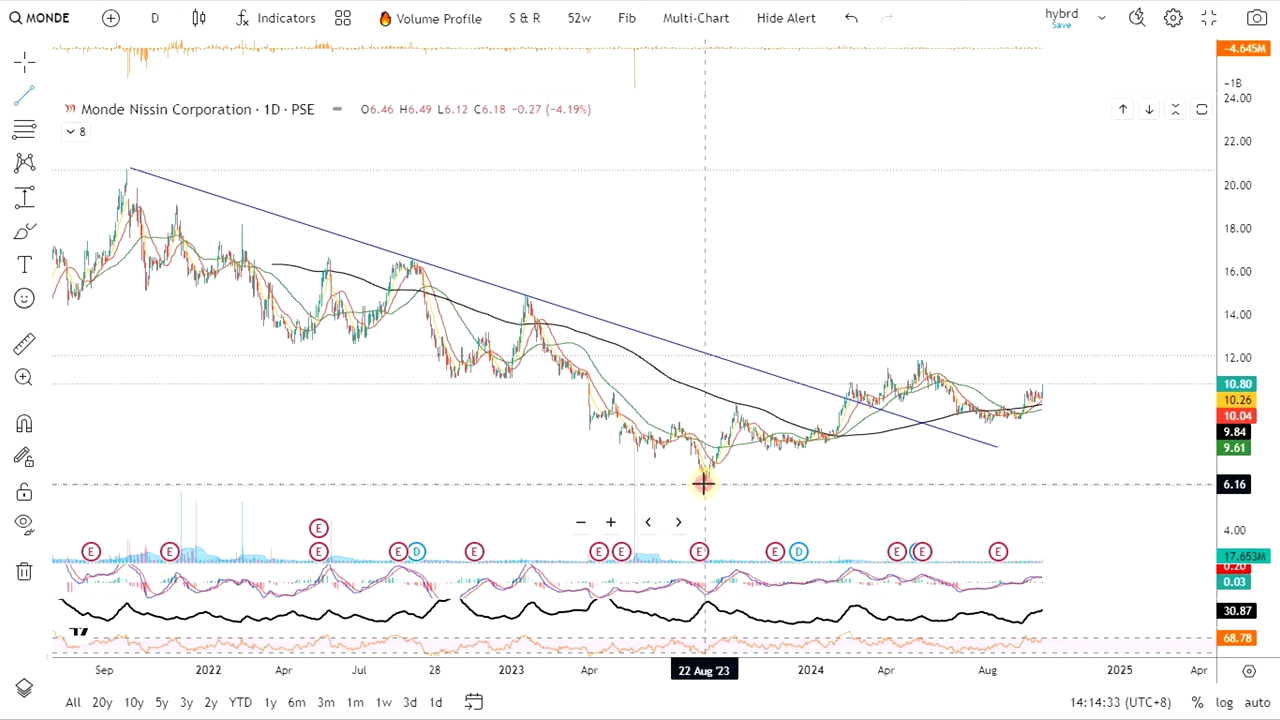 MONDE D Indicators Volume Profile S & R 52w Fib Multi-Chart Hide Alert hybrd
Save
−4.645M
−1B
Monde Nissin Corporation · 1D · PSE O6.46 H6.49 L6.12 C6.18 −0.27 (−4.19%)
8
24.00
22.00
20.00
18.00
16.00
14.00
12.00
10.80
10.26
10.04
9.84
9.61
6.16
4.00
E
E E E E D E E E E E D E E E
17.653M
0.20
0.03
30.87
68.78
Sep 2022 Apr Jul 28 2023 Apr 22 Aug '23 2024 Apr Aug 2025 Apr
All 20y 10y 5y 3y 2y YTD 1y 6m 3m 1m 1w 3d 1d 14:14:33 (UTC+8) % log auto